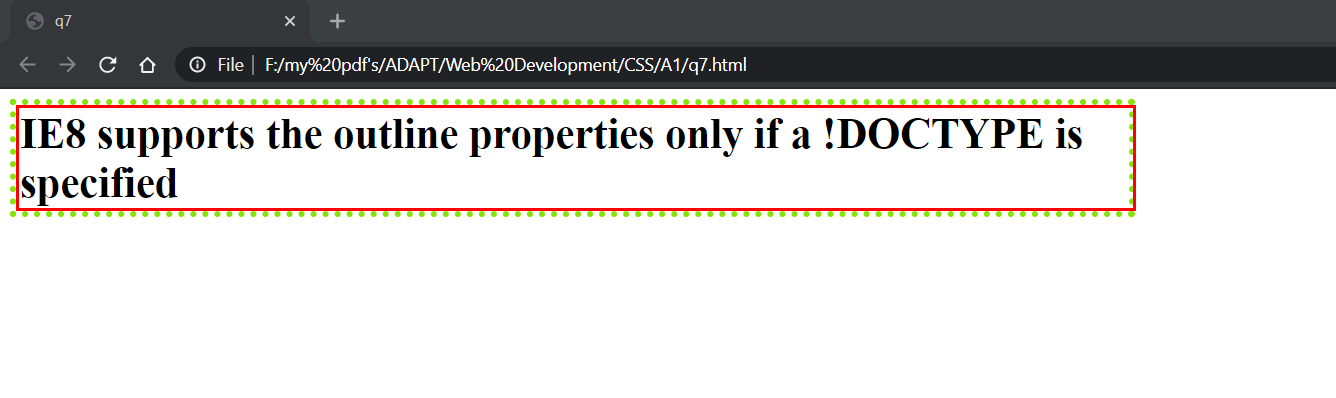 q7
File F:/my%20pdf's/ADAPT/Web%20Development/CSS/A1/q7.html
IE8 supports the outline properties only if a !DOCTYPE is
specified